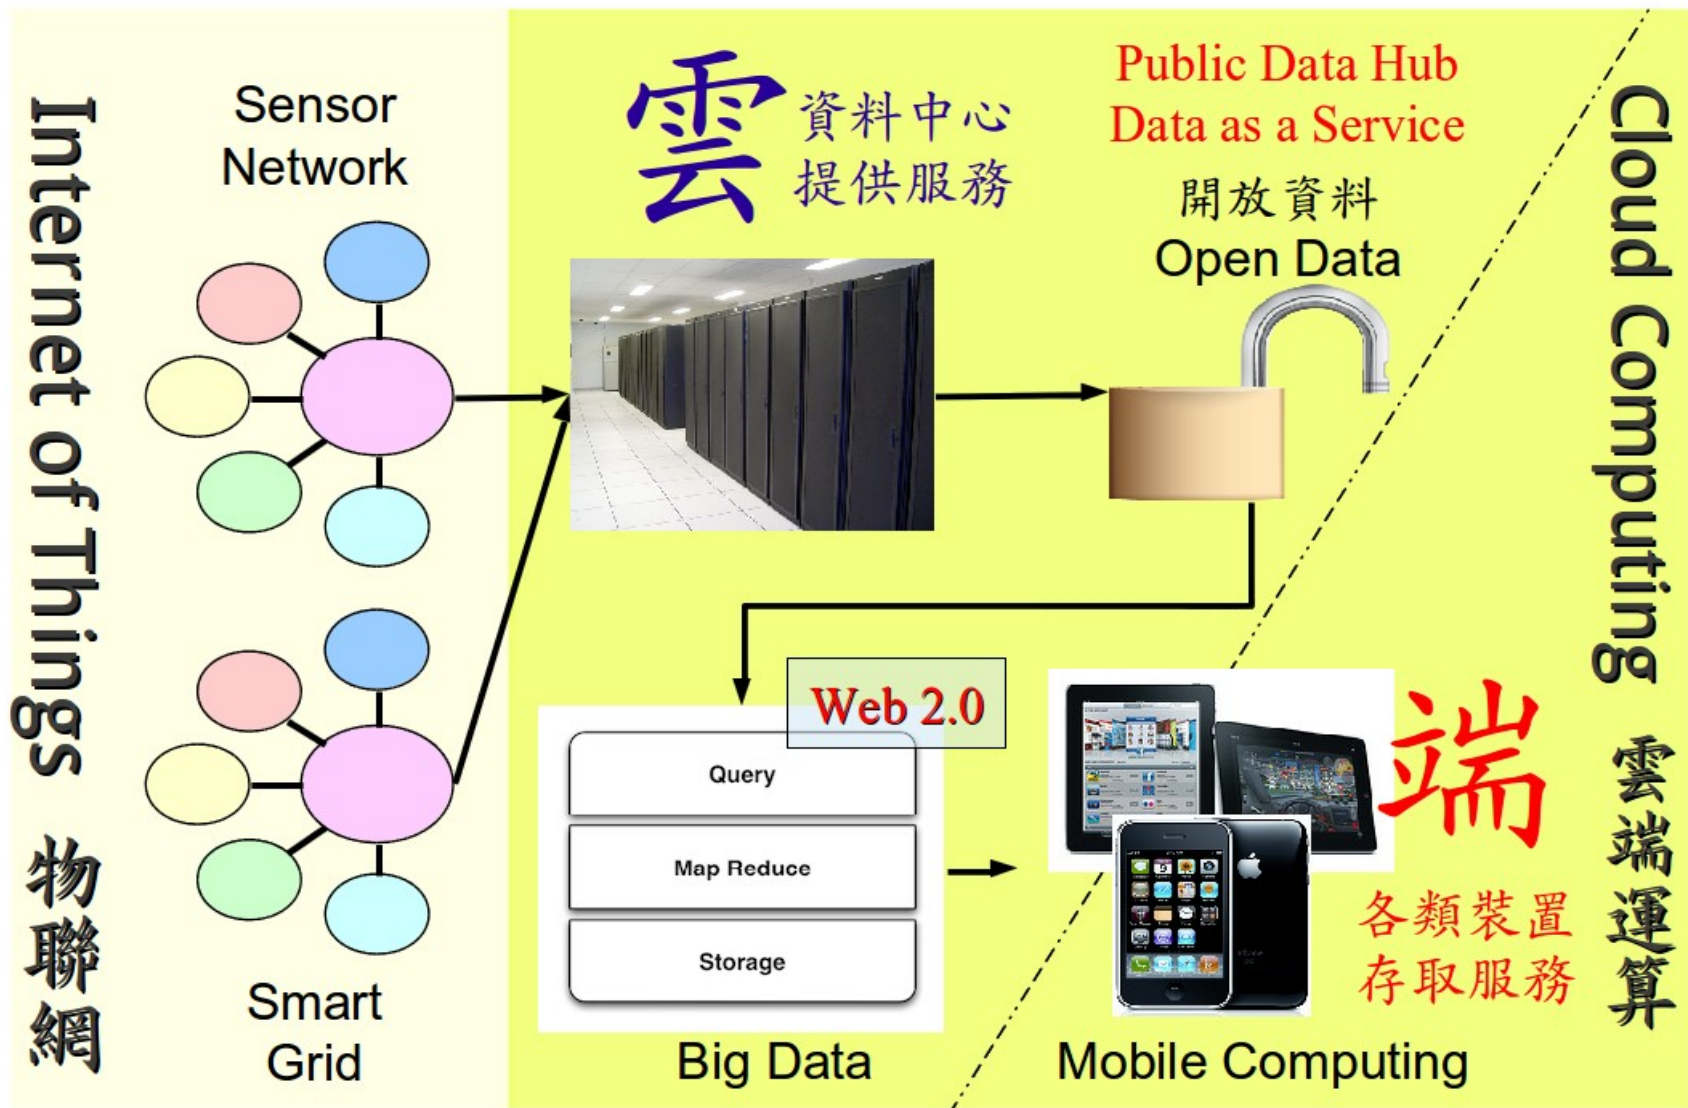 Internet of Things 物聯網
Sensor
Network
Smart
Grid
雲
資料中心
提供服務
Public Data Hub
Data as a Service
開放資料
Open Data
Web 2.0
Query
Map Reduce
Storage
Big Data
端
各類裝置
存取服務
Mobile Computing
Cloud Computing 雲端運算